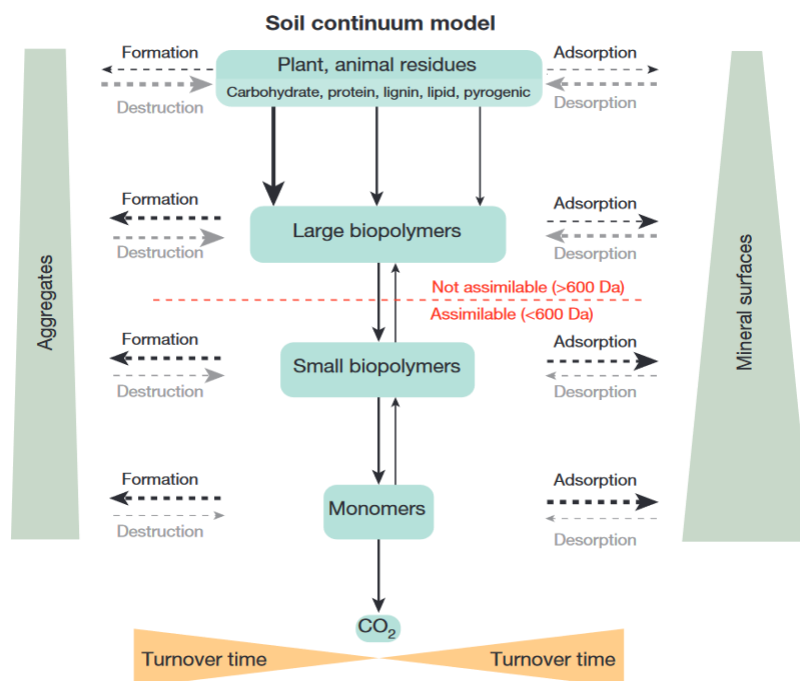 Soil continuum model
Formation
Plant, animal residues
Adsorption
Destruction
Carbohydrate, protein, lignin, lipid, pyrogenic
Desorption
Formation
Large biopolymers
Adsorption
Destruction
Desorption
Not assimilable (>600 Da)
Assimilable (<600 Da)
Aggregates
Mineral surfaces
Formation
Small biopolymers
Adsorption
Destruction
Desorption
Formation
Monomers
Adsorption
Destruction
Desorption
CO₂
Turnover time
Turnover time